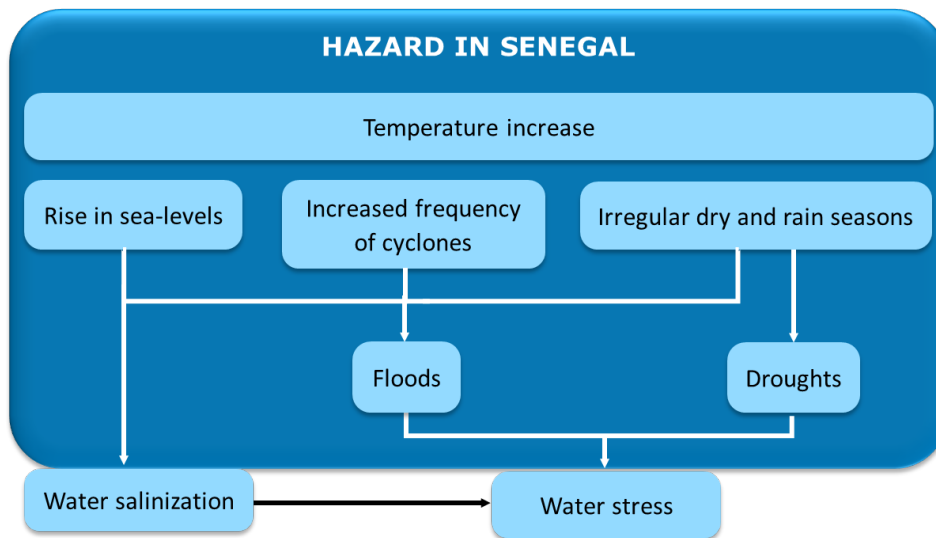 HAZARD IN SENEGAL
Temperature increase
Rise in sea-levels
Increased frequency
of cyclones
Irregular dry and rain seasons
Floods
Droughts
Water salinization
Water stress